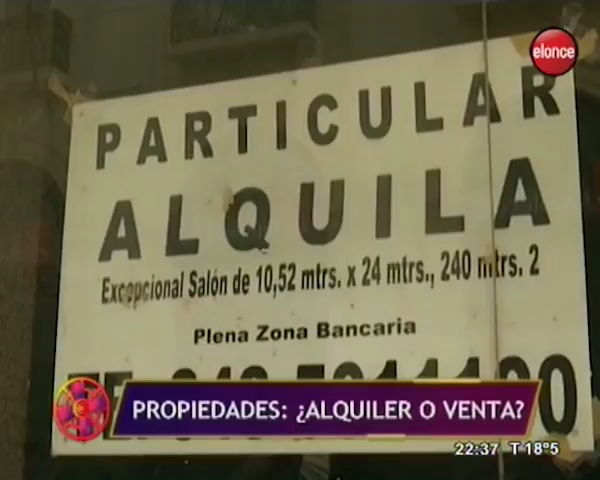 elonce
PARTICULAR
ALQUILA
Excepcional Salón de 10,52 mtrs. x 24 mtrs., 240 mtrs. 2
Plena Zona Bancaria
PROPIEDADES: ¿ALQUILER O VENTA?
22:37 T 18°5